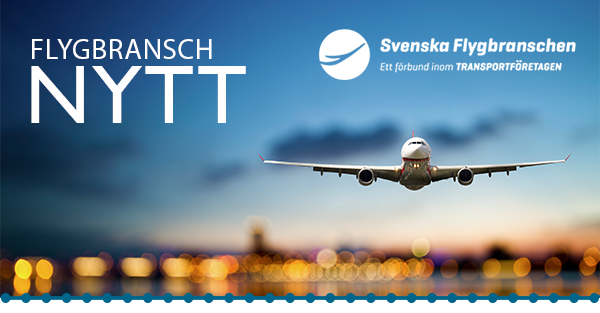 FLYGBRANSCH
NYTT
Svenska Flygbranschen
Ett förbund inom TRANSPORTFÖRETAGEN